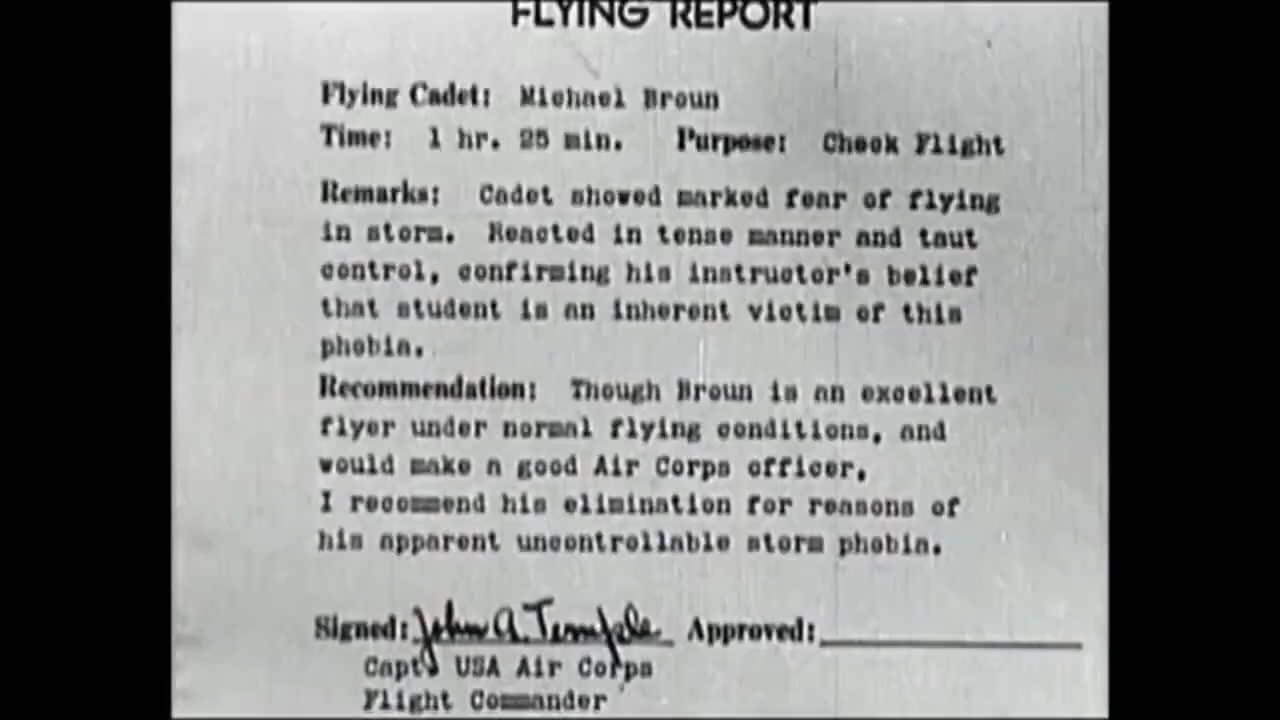 FLYING REPORT
Flying Cadet: Michael Broun
Time: 1 hr. 25 min. Purpose: Check Flight
Remarks: Cadet showed marked fear of flying
in storm. Reacted in tense manner and taut
control, confirming his instructor's belief
that student is an inherent victim of this
phobia.
Recommendation: Though Broun is an excellent
flyer under normal flying conditions, and
would make a good Air Corps officer,
I recommend his elimination for reasons of
his apparent uncontrollable storm phobia.
Signed: John A. Temple Approved:
Capt. USA Air Corps
Flight Commander